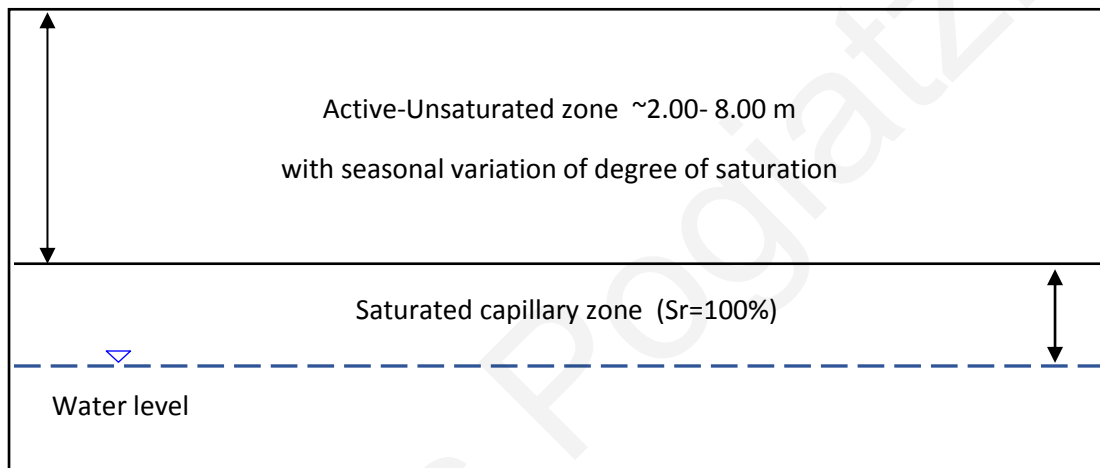 Active-Unsaturated zone ~2.00- 8.00 m
with seasonal variation of degree of saturation
Saturated capillary zone (Sr=100%)
Water level